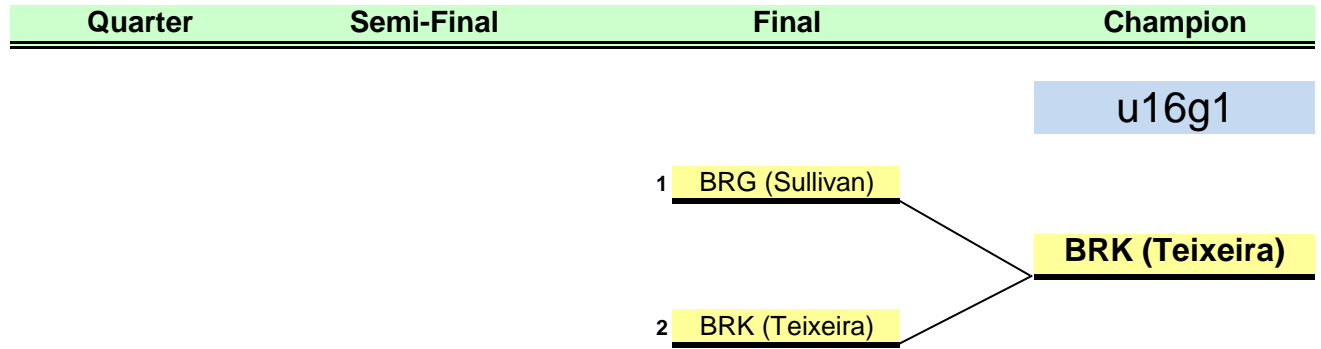 Quarter Semi-Final Final Champion
u16g1
1 BRG (Sullivan)
BRK (Teixeira)
2 BRK (Teixeira)